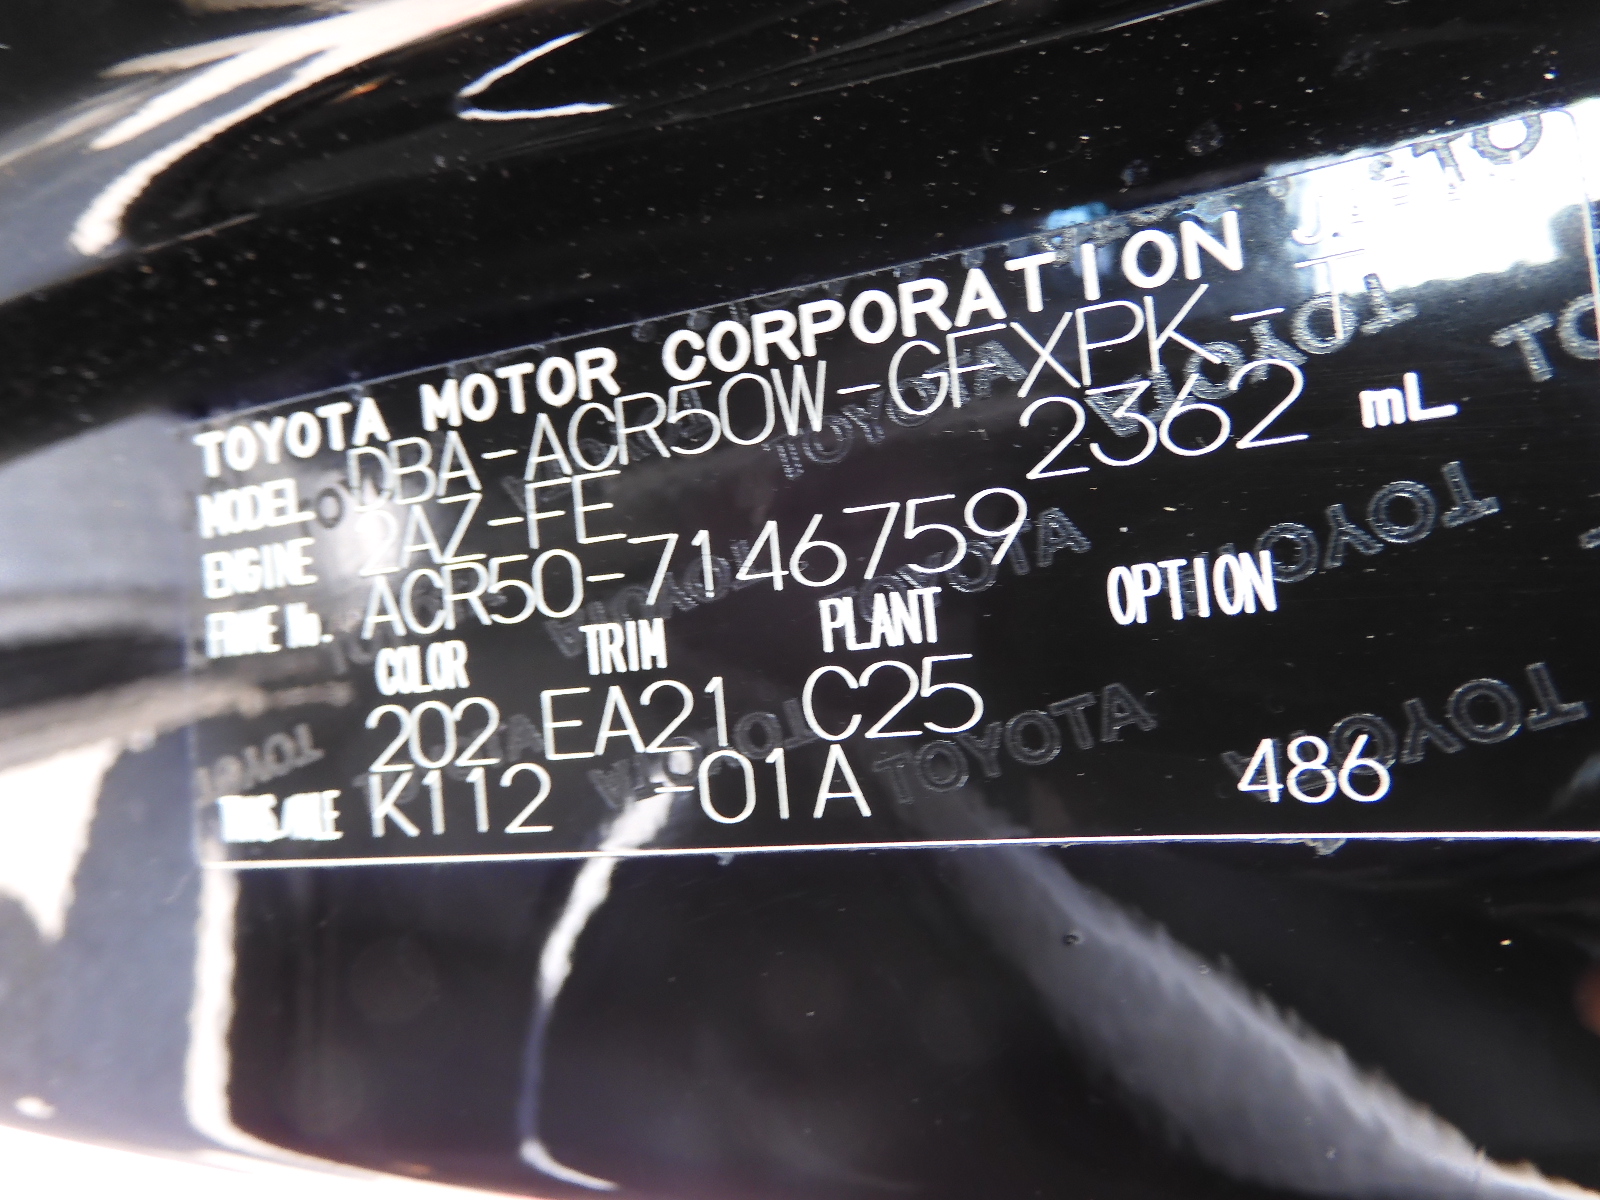 TOYOTA MOTOR CORPORATION
MODEL DBA-ACR50W-GFXPK-
ENGINE 2AZ-FE 2362 mL
FRAME No. ACR50-7146759
COLOR TRIM PLANT OPTION
202 EA21 C25
TRANS/AXLE K112 -01A 486